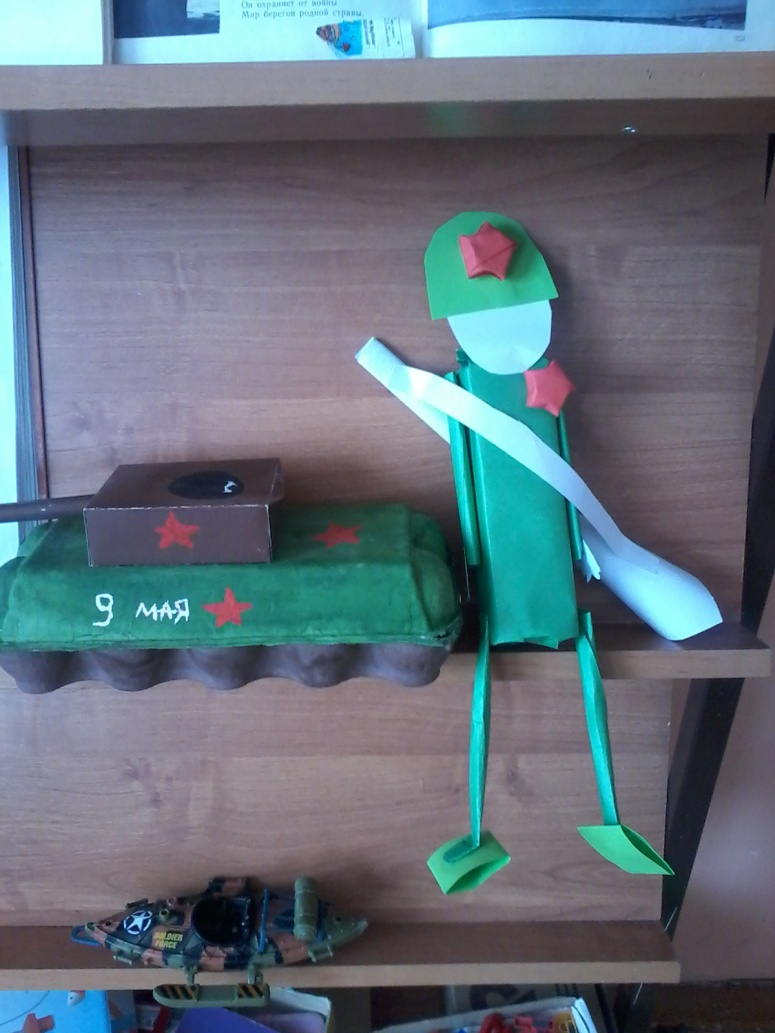 Он охраняет от войны
Мир берегов родной страны.
9 МАЯ
SOLDIER
FORCE